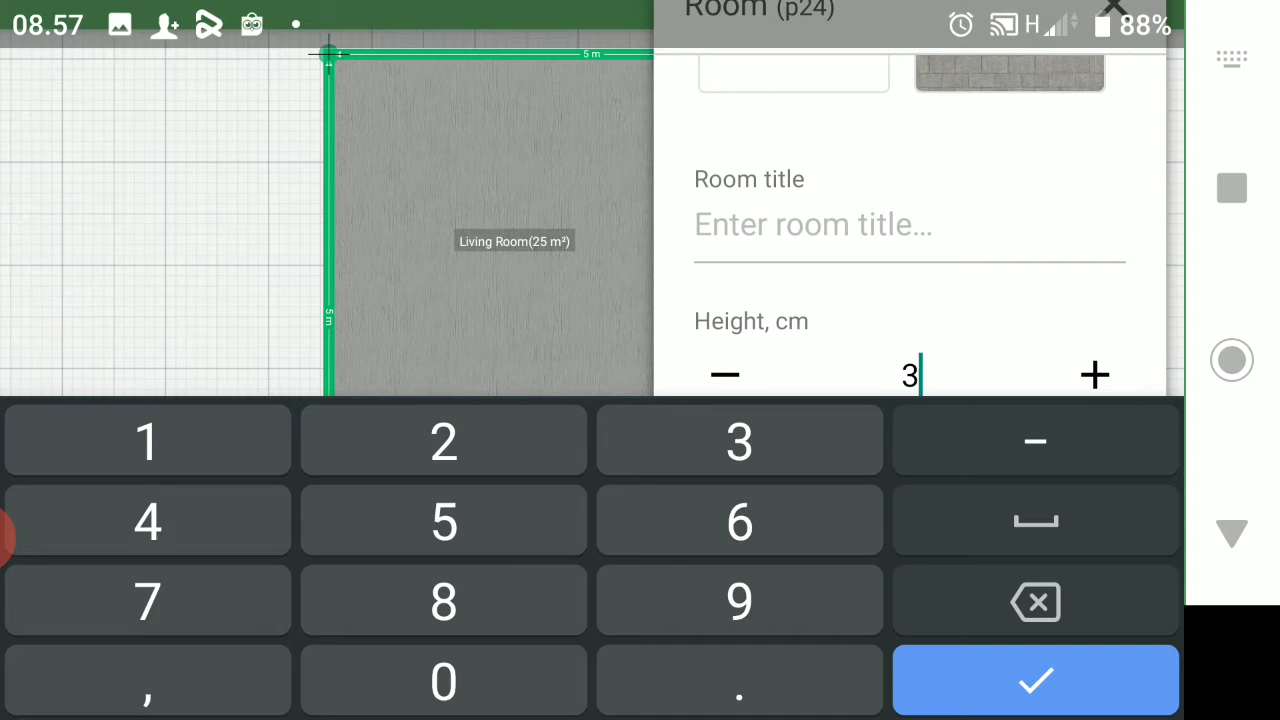 08.57
H
88%
Room (p24)
5 m
Room title
Enter room title...
Living Room(25 m²)
5 m
Height, cm
− 3 +
1 2 3 −
4 5 6
7 8 9
, 0 .